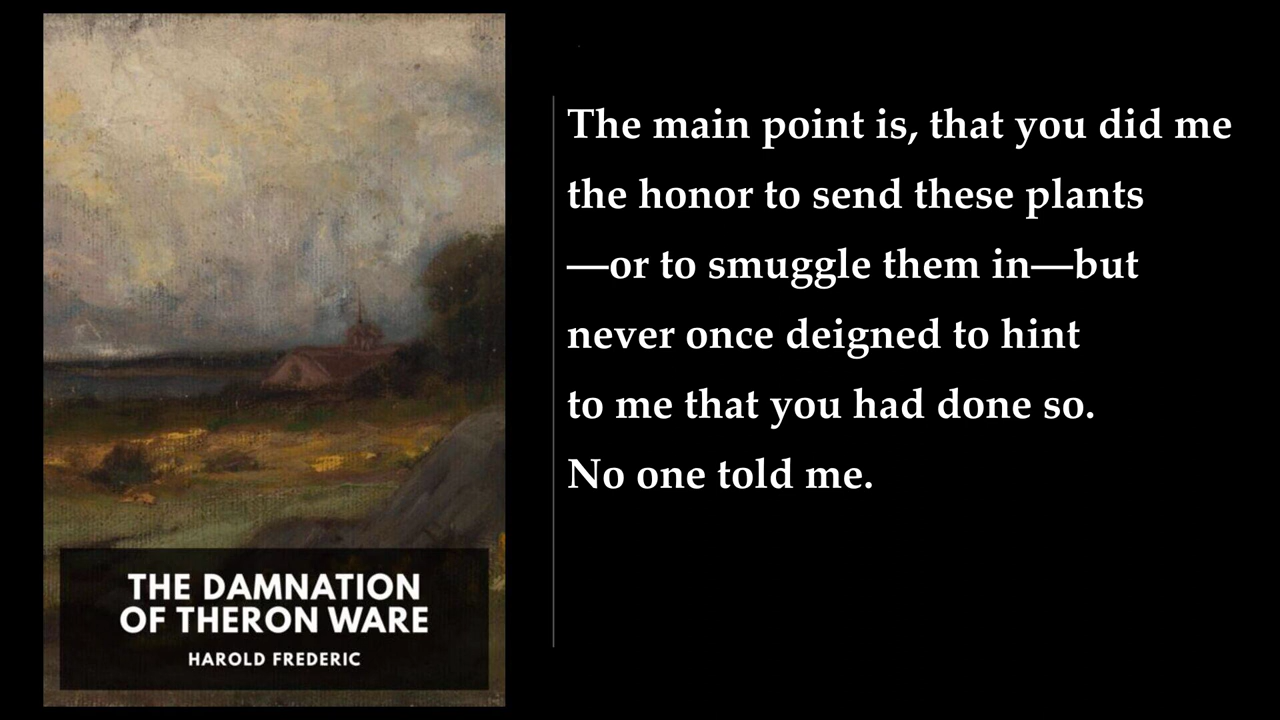 THE DAMNATION
OF THERON WARE
HAROLD FREDERIC
The main point is, that you did me
the honor to send these plants
—or to smuggle them in—but
never once deigned to hint
to me that you had done so.
No one told me.